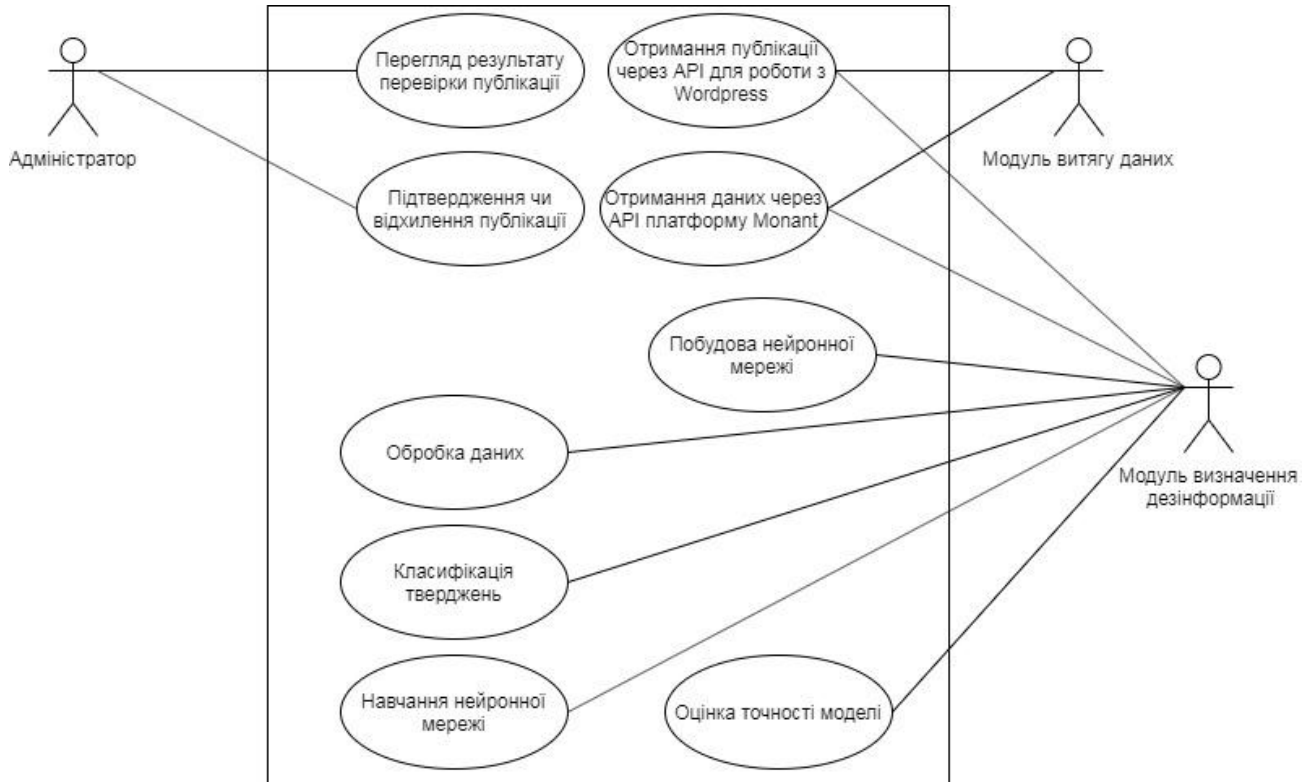 Перегляд результату
перевірки публікації
Отримання публікації
через API для роботи з
Wordpress
Адміністратор
Модуль витягу даних
Підтвердження чи
відхилення публікації
Отримання даних через
API платформу Monant
Побудова нейронної
мережі
Обробка даних
Модуль визначення
дезінформації
Класифікація
тверджень
Навчання нейронної
мережі
Оцінка точності моделі